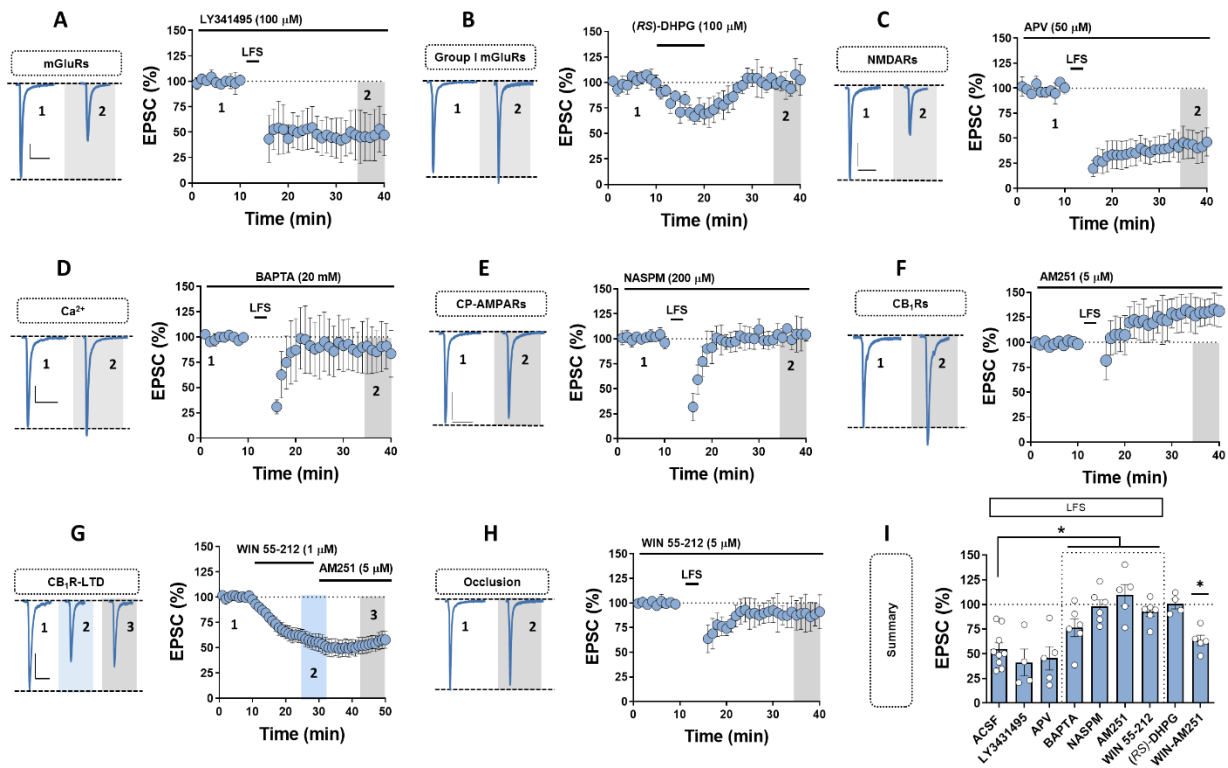 A
LY341495 (100 μM)
mGluRs
LFS
EPSC (%)
150
125
100
75
50
25
0
1
2
1
2
0 10 20 30 40
Time (min)
B
(RS)-DHPG (100 μM)
Group I mGluRs
EPSC (%)
150
125
100
75
50
25
0
1
2
1
2
0 10 20 30 40
Time (min)
C
APV (50 μM)
NMDARs
LFS
EPSC (%)
150
125
100
75
50
25
0
1
2
1
2
0 10 20 30 40
Time (min)
D
BAPTA (20 mM)
Ca²⁺
LFS
EPSC (%)
150
125
100
75
50
25
0
1
2
1
2
0 10 20 30 40
Time (min)
E
NASPM (200 μM)
CP-AMPARs
LFS
EPSC (%)
150
125
100
75
50
25
0
1
2
1
2
0 10 20 30 40
Time (min)
F
AM251 (5 μM)
CB₁Rs
LFS
EPSC (%)
150
125
100
75
50
25
0
1
2
0 10 20 30 40
Time (min)
G
WIN 55-212 (1 μM)
AM251 (5 μM)
CB₁R-LTD
EPSC (%)
150
125
100
75
50
25
0
1
2
3
1
2
3
0 10 20 30 40 50
Time (min)
H
WIN 55-212 (5 μM)
Occlusion
LFS
EPSC (%)
150
125
100
75
50
25
0
1
2
0 10 20 30 40
Time (min)
I
LFS
Summary
EPSC (%)
150
125
100
75
50
25
0
*
*
ACSF
LY3431495
APV
BAPTA
NASPM
AM251
WIN 55-212
(RS)-DHPG
WIN-AM251